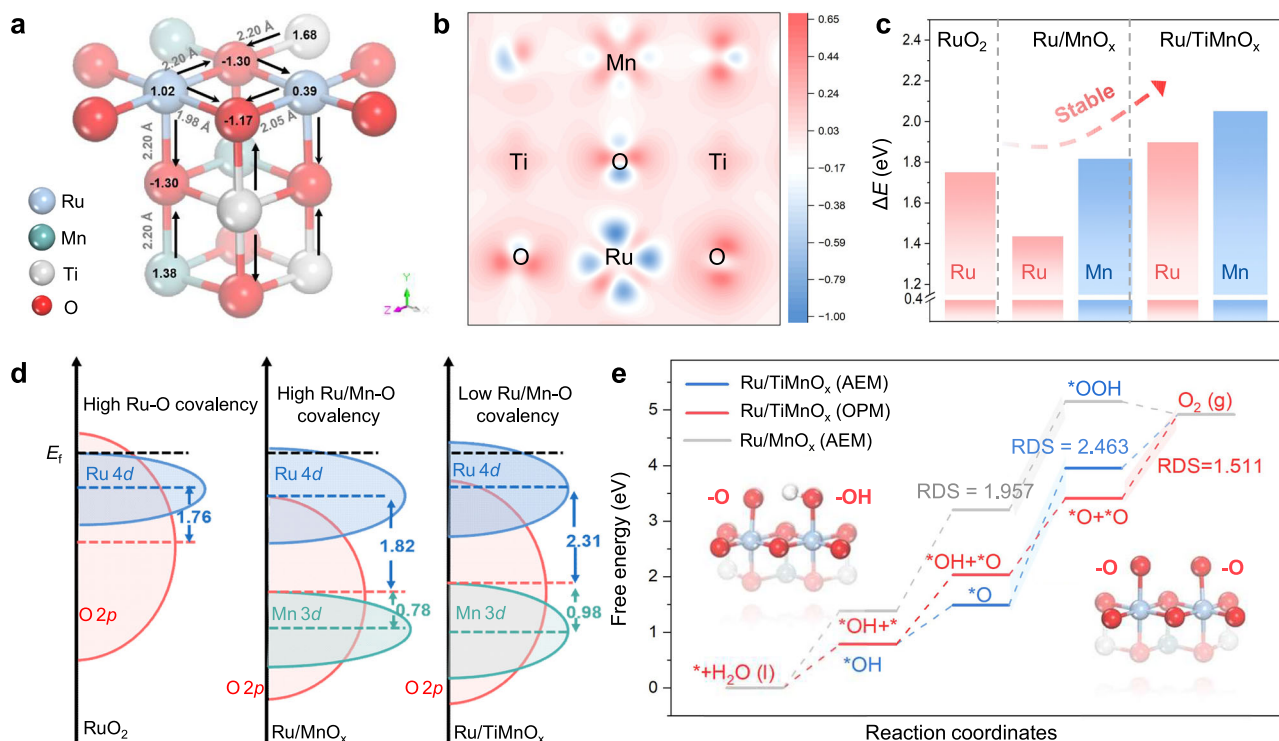 a
2.20 Å
1.68
2.20 Å
-1.30
1.02
0.39
1.98 Å
-1.17
2.05 Å
2.20 Å
-1.30
2.20 Å
1.38
Ru
Mn
Ti
O
Y
Z
X
b
Mn
Ti
O
Ti
O
Ru
0.65
0.44
0.24
0.03
-0.17
-0.38
-0.59
-0.79
-1.00
c
RuO₂
Ru/MnOₓ
Ru/TiMnOₓ
Stable
ΔE (eV)
2.4
2.2
2.0
1.8
1.6
1.4
1.2
0.4
Ru
Ru
Mn
Ru
Mn
d
High Ru-O covalency
E_f
Ru 4d
1.76
O 2p
RuO₂
High Ru/Mn-O
covalency
Ru 4d
1.82
Mn 3d
0.78
O 2p
Ru/MnOₓ
Low Ru/Mn-O
covalency
Ru 4d
2.31
Mn 3d
0.98
O 2p
Ru/TiMnOₓ
e
Ru/TiMnOₓ (AEM)
Ru/TiMnOₓ (OPM)
Ru/MnOₓ (AEM)
*OOH
O₂ (g)
RDS = 2.463
RDS=1.511
RDS = 1.957
-O
-OH
*O+*O
*OH+*O
*O
-O
-O
*OH+*
*OH
*+H₂O (l)
Free energy (eV)
5
4
3
2
1
0
Reaction coordinates